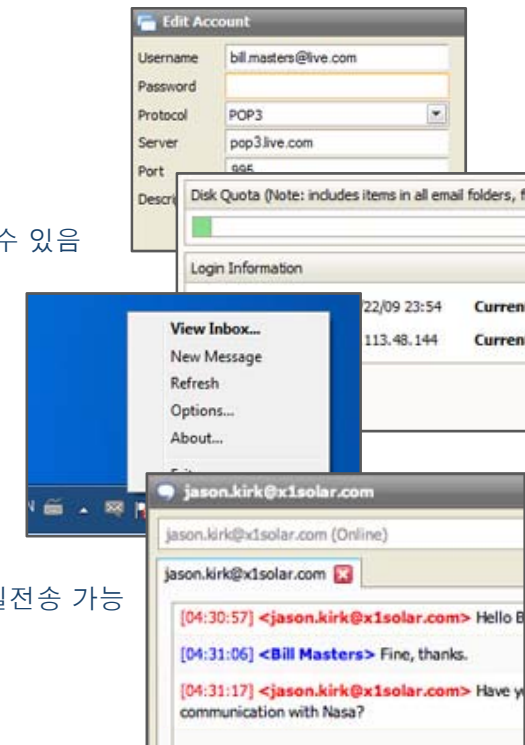 Edit Account
Username bill.masters@live.com
Password
Protocol POP3
Server pop3.live.com
Port 995
Disk Quota (Note: includes items in all email folders,
수 있음
Login Information
22/09 23:54
113.48.144
View Inbox...
New Message
Refresh
Options...
About...
jason.kirk@x1solar.com
jason.kirk@x1solar.com (Online)
jason.kirk@x1solar.com
전송 가능
[04:30:57] <jason.kirk@x1solar.com> Hello B
[04:31:06] <Bill Masters> Fine, thanks.
[04:31:17] <jason.kirk@x1solar.com> Have
communication with Nasa?